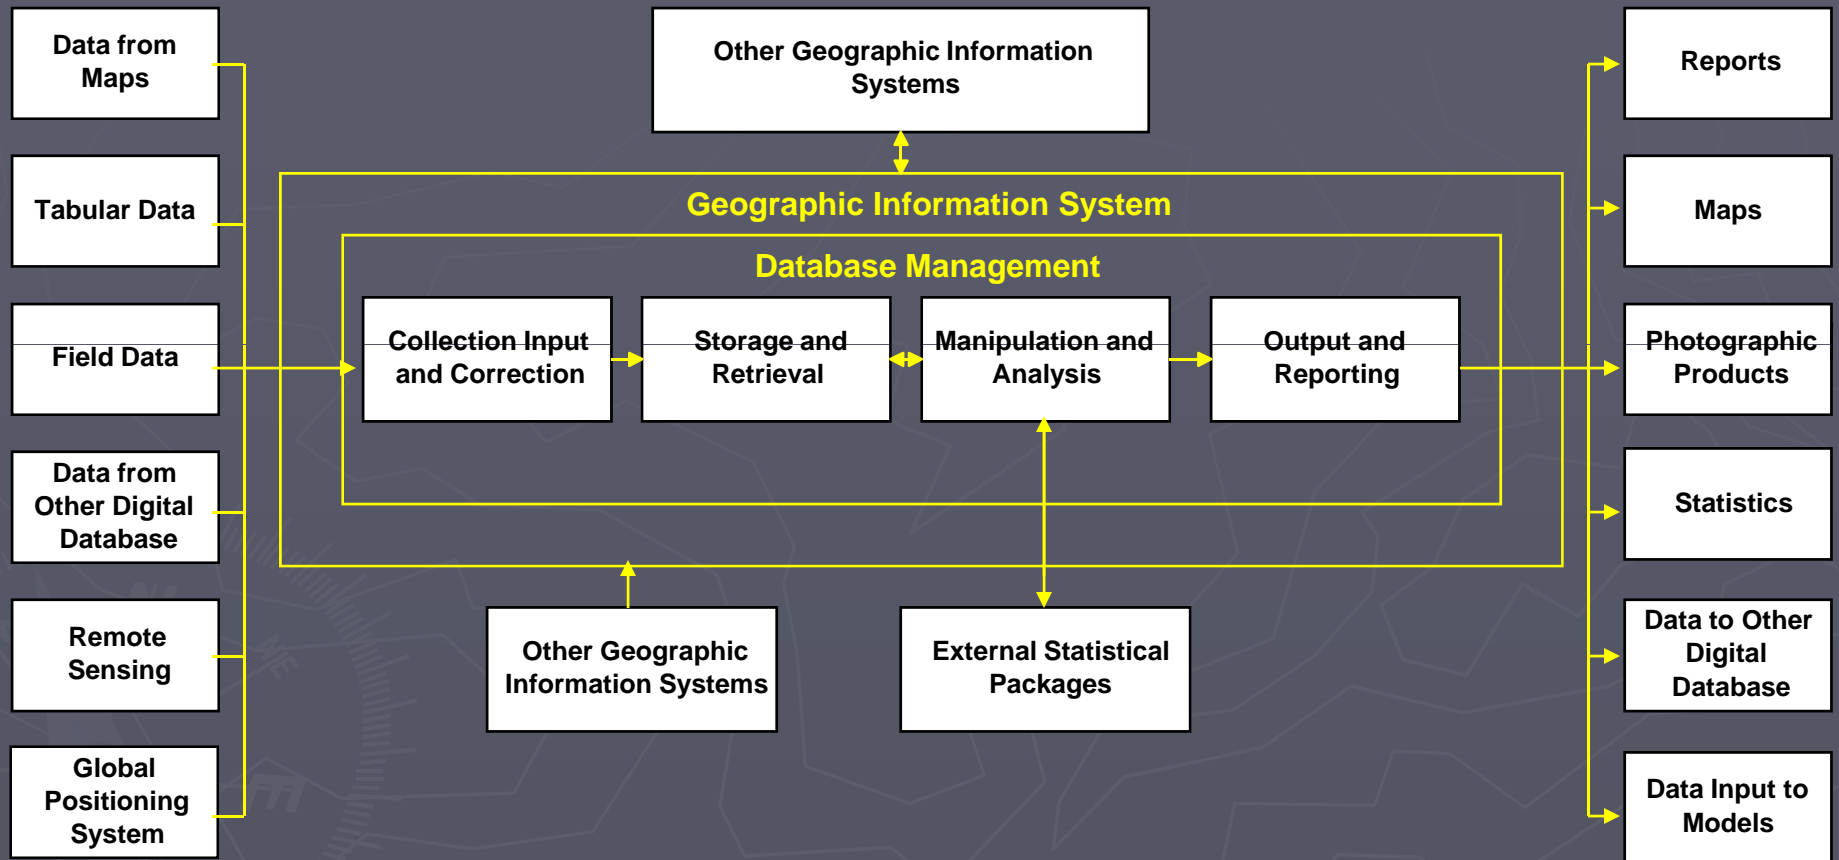 Data from
Maps
Tabular Data
Field Data
Data from
Other Digital
Database
Remote
Sensing
Global
Positioning
System
Other Geographic Information
Systems
Geographic Information System
Database Management
Collection Input
and Correction
Storage and
Retrieval
Manipulation and
Analysis
Output and
Reporting
Other Geographic
Information Systems
External Statistical
Packages
Reports
Maps
Photographic
Products
Statistics
Data to Other
Digital
Database
Data Input to
Models